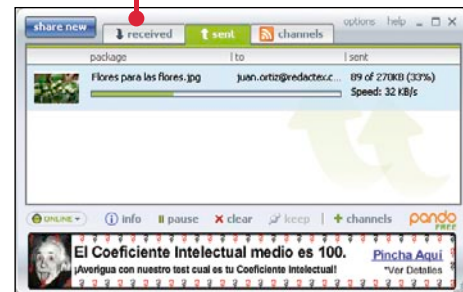 options help
share new received sent channels
package to sent
Flores para las flores.jpg juan.ortiz@redactex.c... 89 of 270KB (33%)
Speed: 32 KB/s
ONLINE info pause clear keep channels pando
FREE
El Coeficiente Intelectual medio es 100. Pincha Aquí
¡Averigua con nuestro test cual es tu Coeficiente Intelectual! *Ver Detalles